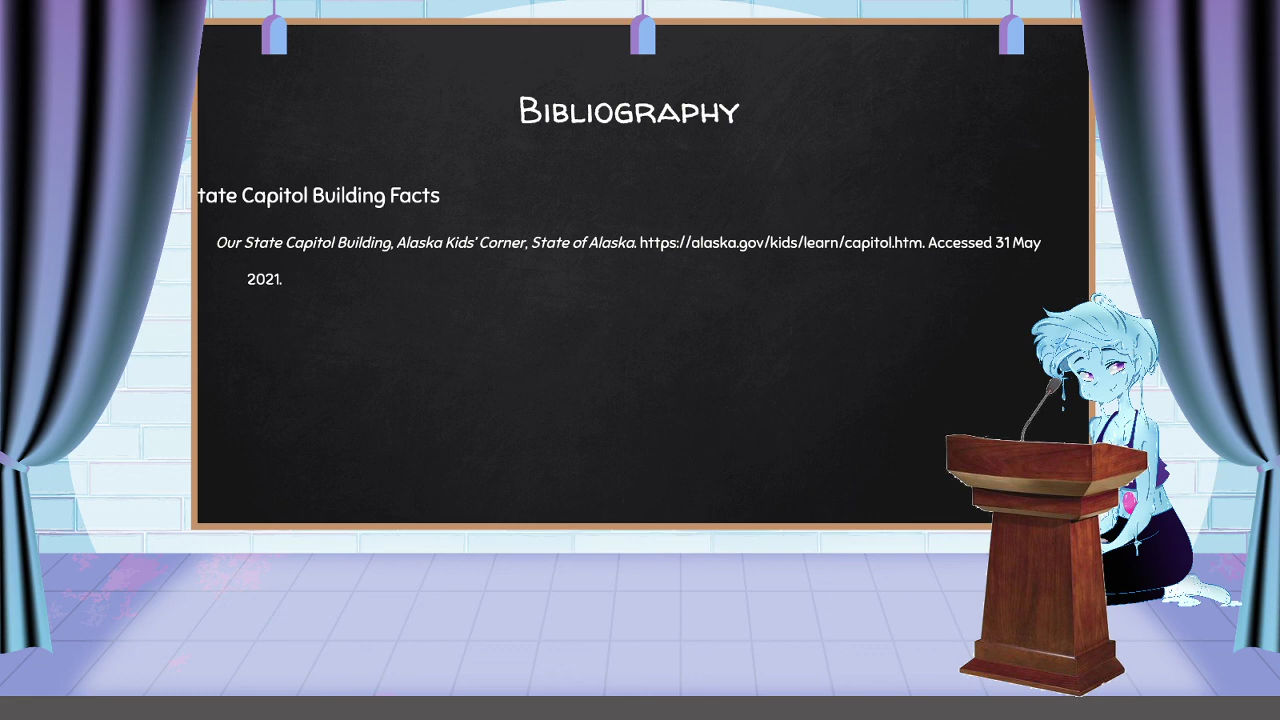 Bibliography
tate Capitol Building Facts
Our State Capitol Building, Alaska Kids' Corner, State of Alaska. https://alaska.gov/kids/learn/capitol.htm. Accessed 31 May
2021.